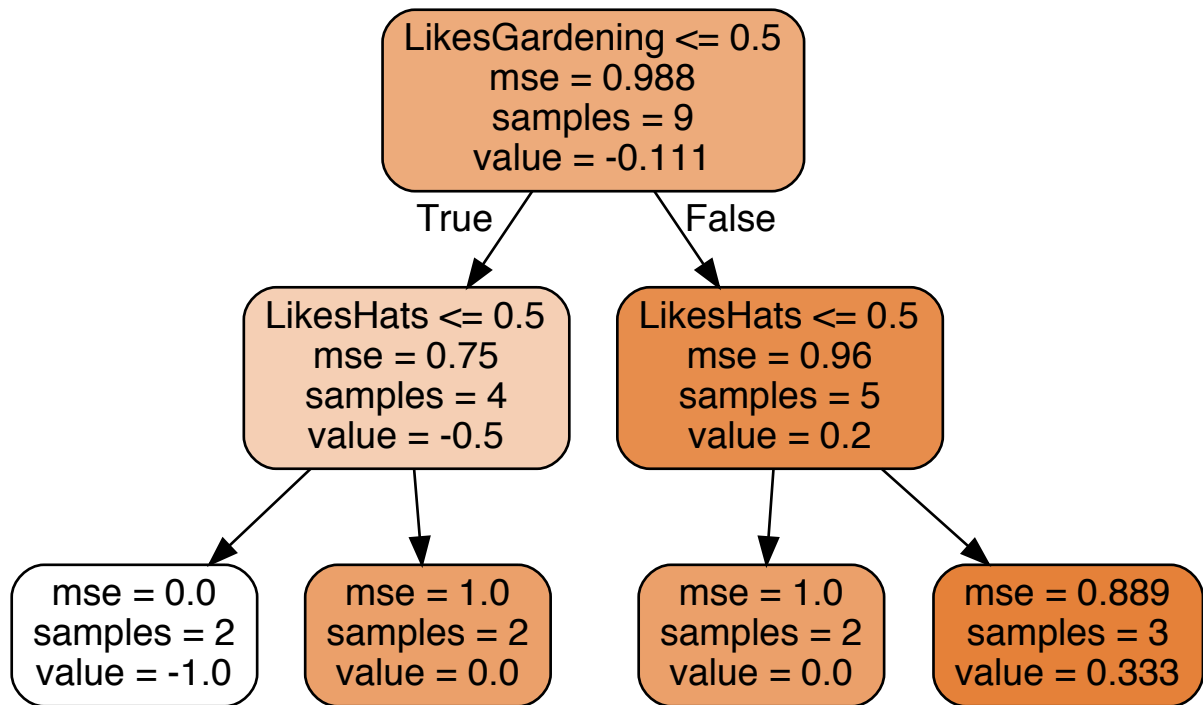 LikesGardening <= 0.5
mse = 0.988
samples = 9
value = -0.111
True
False
LikesHats <= 0.5
mse = 0.75
samples = 4
value = -0.5
LikesHats <= 0.5
mse = 0.96
samples = 5
value = 0.2
mse = 0.0
samples = 2
value = -1.0
mse = 1.0
samples = 2
value = 0.0
mse = 1.0
samples = 2
value = 0.0
mse = 0.889
samples = 3
value = 0.333